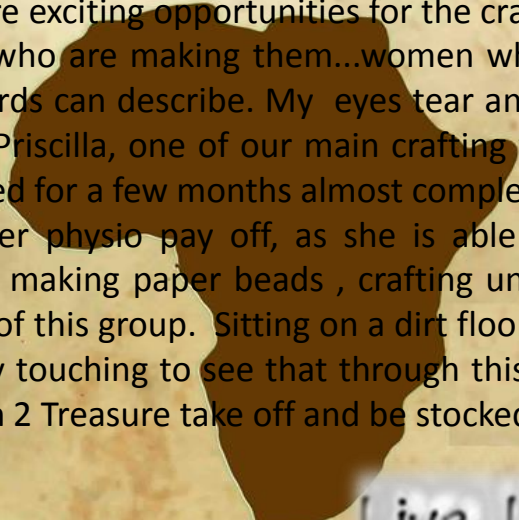 re exciting opportunities for the cra
who are making them...women wh
rds can describe. My eyes tear an
Priscilla, one of our main crafting
ed for a few months almost comple
er physio pay off, as she is able
making paper beads , crafting un
of this group. Sitting on a dirt floo
y touching to see that through this
n 2 Treasure take off and be stocked